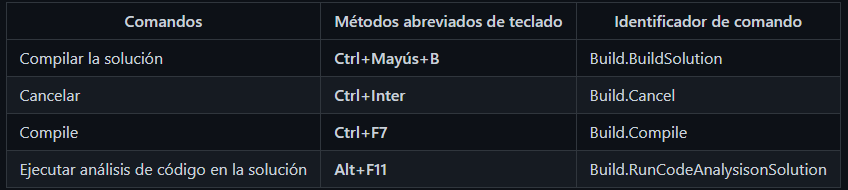 Comandos Métodos abreviados de teclado Identificador de comando
Compilar la solución Ctrl+Mayús+B Build.BuildSolution
Cancelar Ctrl+Inter Build.Cancel
Compile Ctrl+F7 Build.Compile
Ejecutar análisis de código en la solución Alt+F11 Build.RunCodeAnalysisonSolution